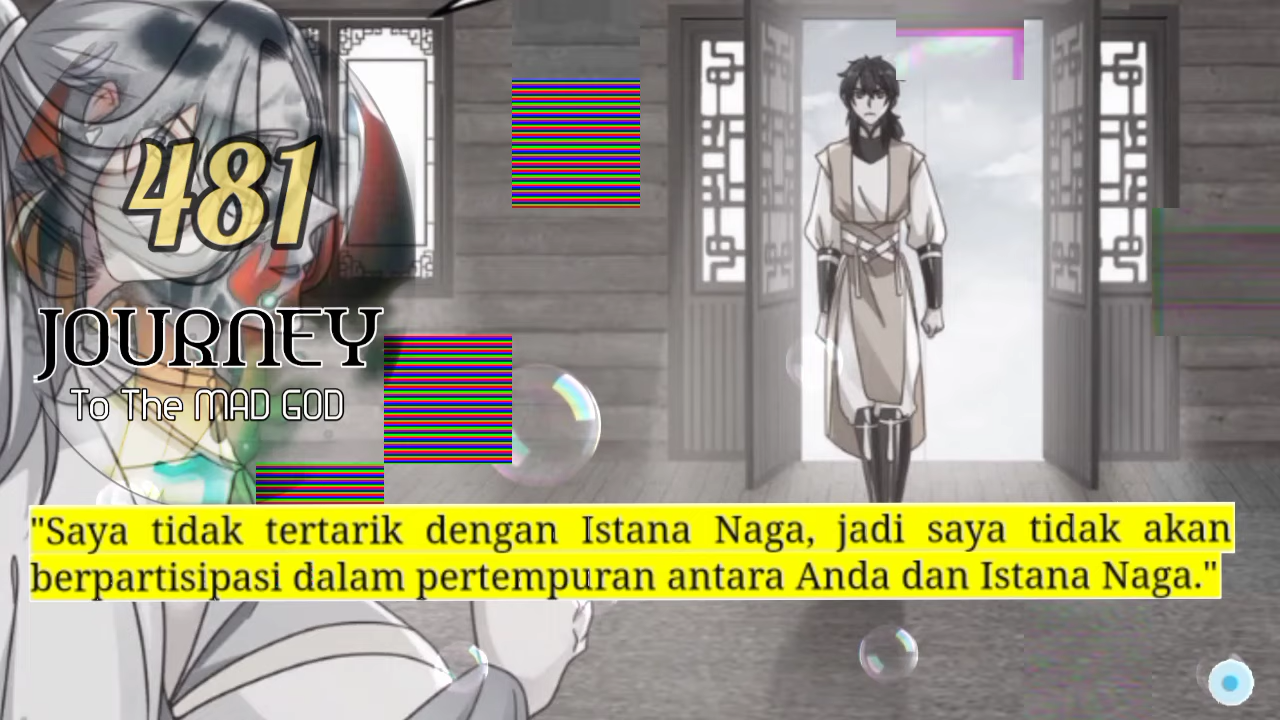 481
JOURNEY
To The MAD GOD
"Saya tidak tertarik dengan Istana Naga, jadi saya tidak akan
berpartisipasi dalam pertempuran antara Anda dan Istana Naga."